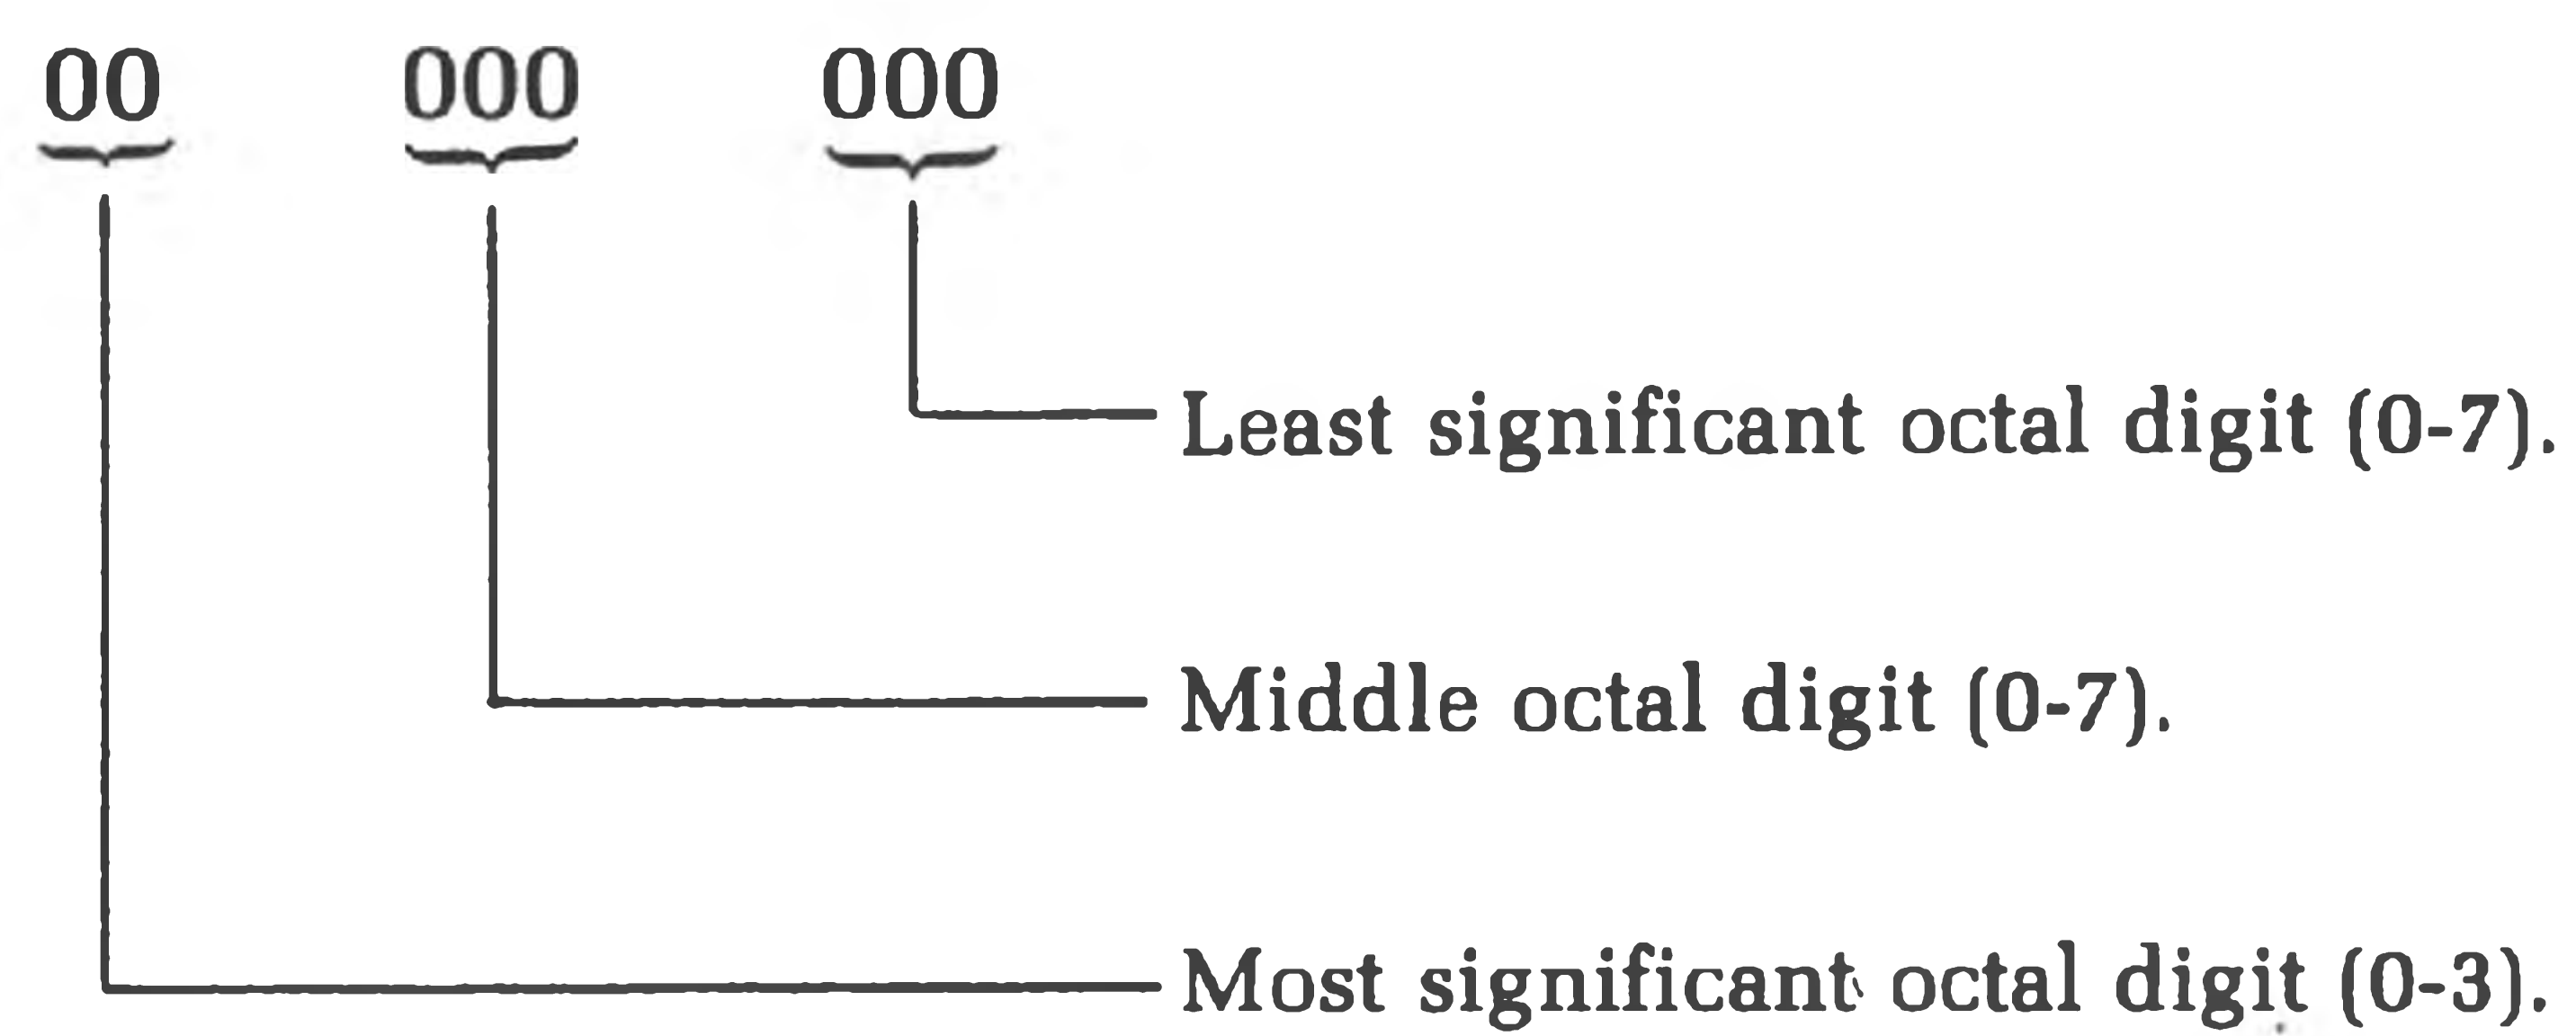 00 000 000
Least significant octal digit (0-7).
Middle octal digit (0-7).
Most significant octal digit (0-3).